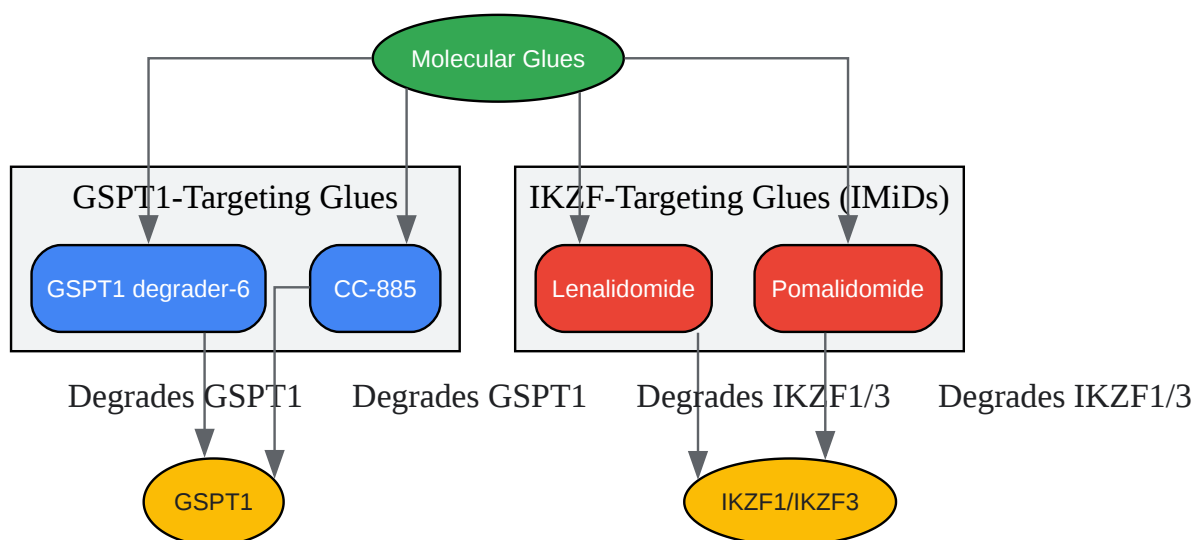 Molecular Glues
GSPT1-Targeting Glues
IKZF-Targeting Glues (IMiDs)
GSPT1 degrader-6
CC-885
Lenalidomide
Pomalidomide
Degrades GSPT1
Degrades GSPT1
Degrades IKZF1/3
Degrades IKZF1/3
GSPT1
IKZF1/IKZF3